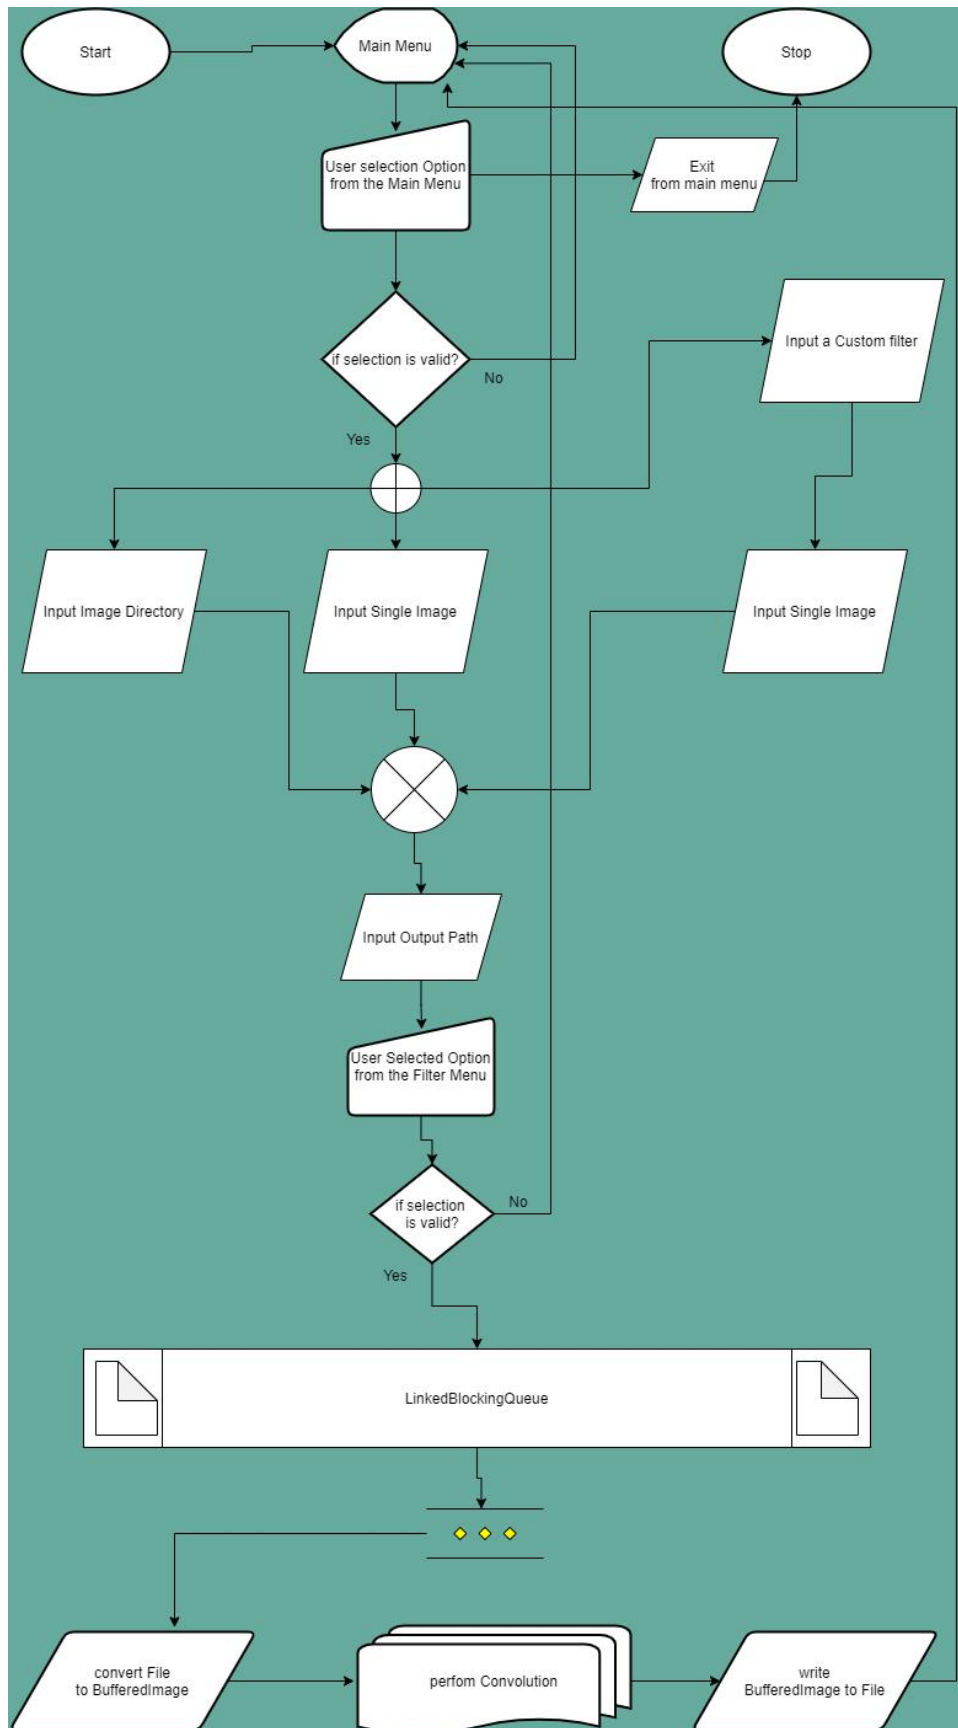 Start
Main Menu
Stop
User selection Option
from the Main Menu
Exit
from main menu
if selection is valid?
No
Input a Custom filter
Yes
Input Image Directory
Input Single Image
Input Single Image
Input Output Path
User Selected Option
from the Filter Menu
if selection
is valid?
No
Yes
LinkedBlockingQueue
convert File
to BufferedImage
perfom Convolution
write
BufferedImage to File